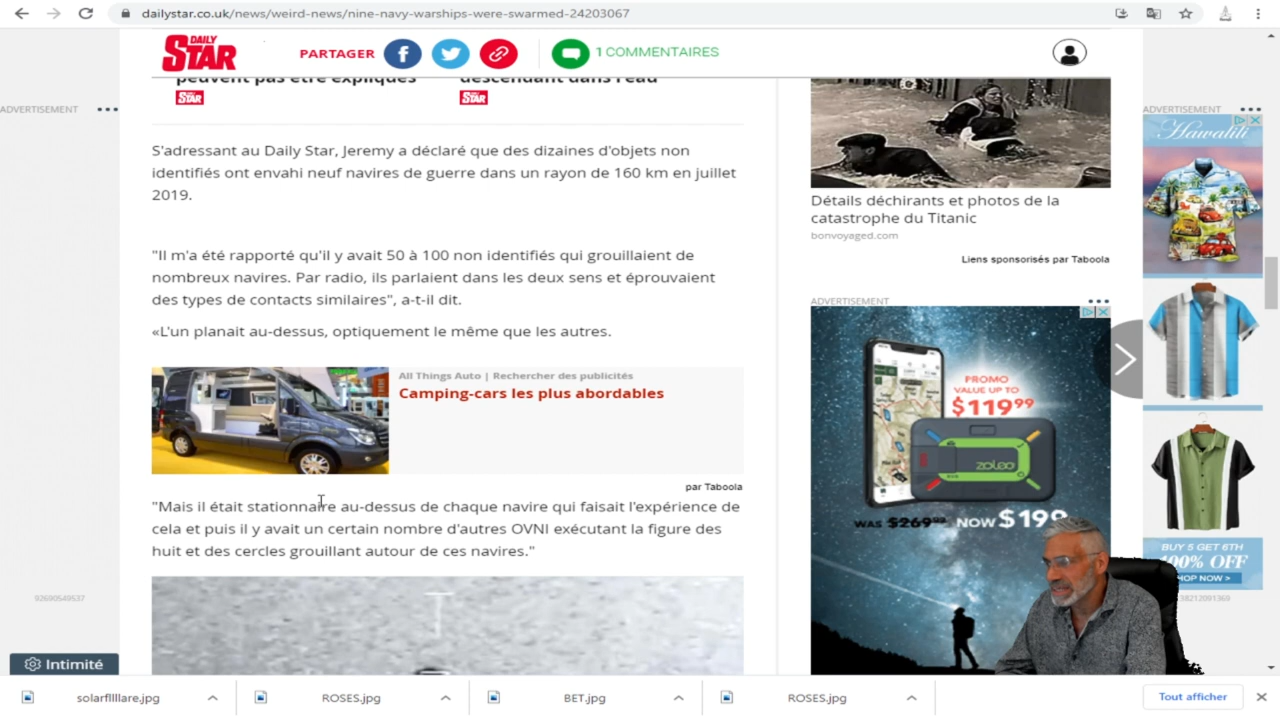 dailystar.co.uk/news/weird-news/nine-navy-warships-were-swarmed-24203067
DAILY
STAR
PARTAGER
1 COMMENTAIRES
peuvent pas être expliqués
descendant dans l'eau
STAR
STAR
ADVERTISEMENT
S'adressant au Daily Star, Jeremy a déclaré que des dizaines d'objets non
identifiés ont envahi neuf navires de guerre dans un rayon de 160 km en juillet
2019.
"Il m'a été rapporté qu'il y avait 50 à 100 non identifiés qui grouillaient de
nombreux navires. Par radio, ils parlaient dans les deux sens et éprouvaient
des types de contacts similaires", a-t-il dit.
«L'un planait au-dessus, optiquement le même que les autres.
All Things Auto | Rechercher des publicités
Camping-cars les plus abordables
par Taboola
"Mais il était stationnaire au-dessus de chaque navire qui faisait l'expérience de
cela et puis il y avait un certain nombre d'autres OVNI exécutant la figure des
huit et des cercles grouillant autour de ces navires."
92690549537
Intimité
Détails déchirants et photos de la
catastrophe du Titanic
bonvoyaged.com
Liens sponsorisés par Taboola
ADVERTISEMENT
PROMO
VALUE UP TO
$119⁹⁹
zoleo
WAS $269⁹⁹ NOW $199
ADVERTISEMENT
BUY 5 GET 6TH
100% OFF
SHOP NOW >
38212091369
solarflllllare.jpg
ROSES.jpg
BET.jpg
ROSES.jpg
Tout afficher